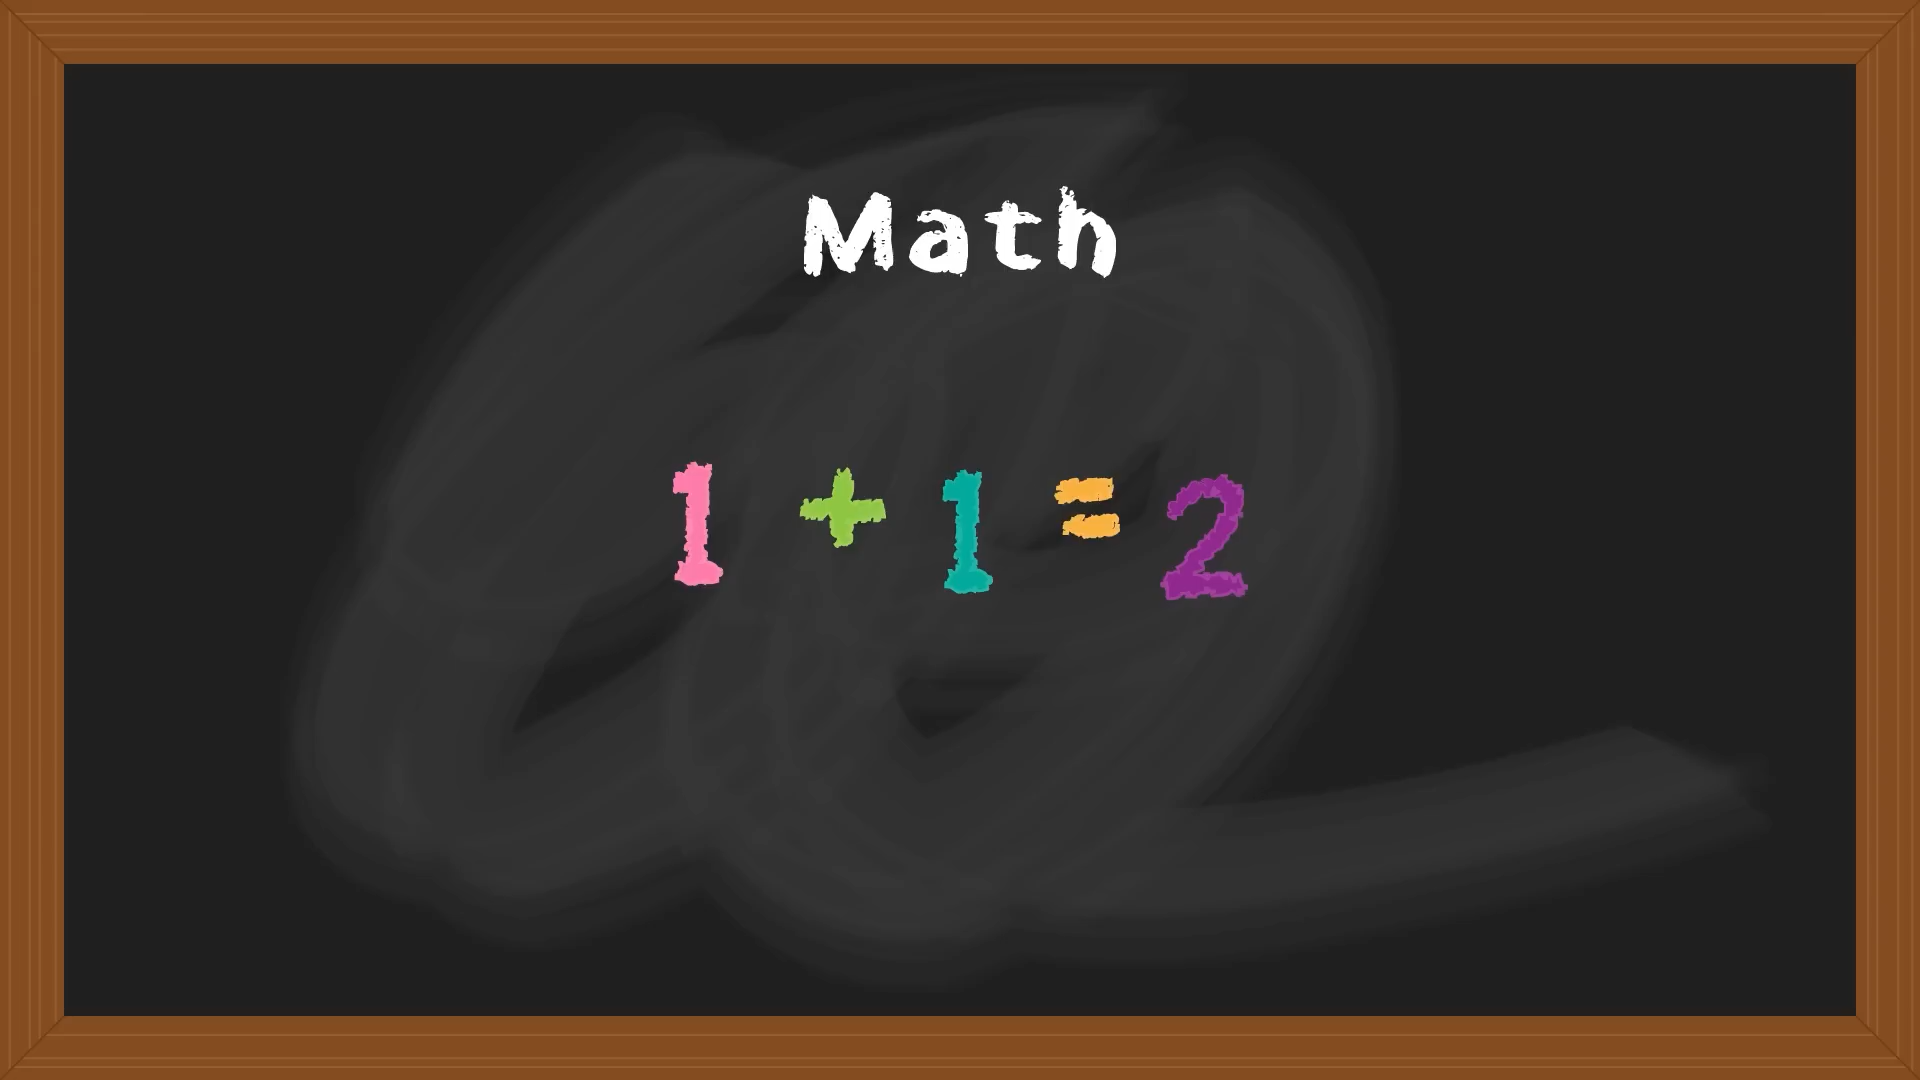 Math
1 + 1 = 2